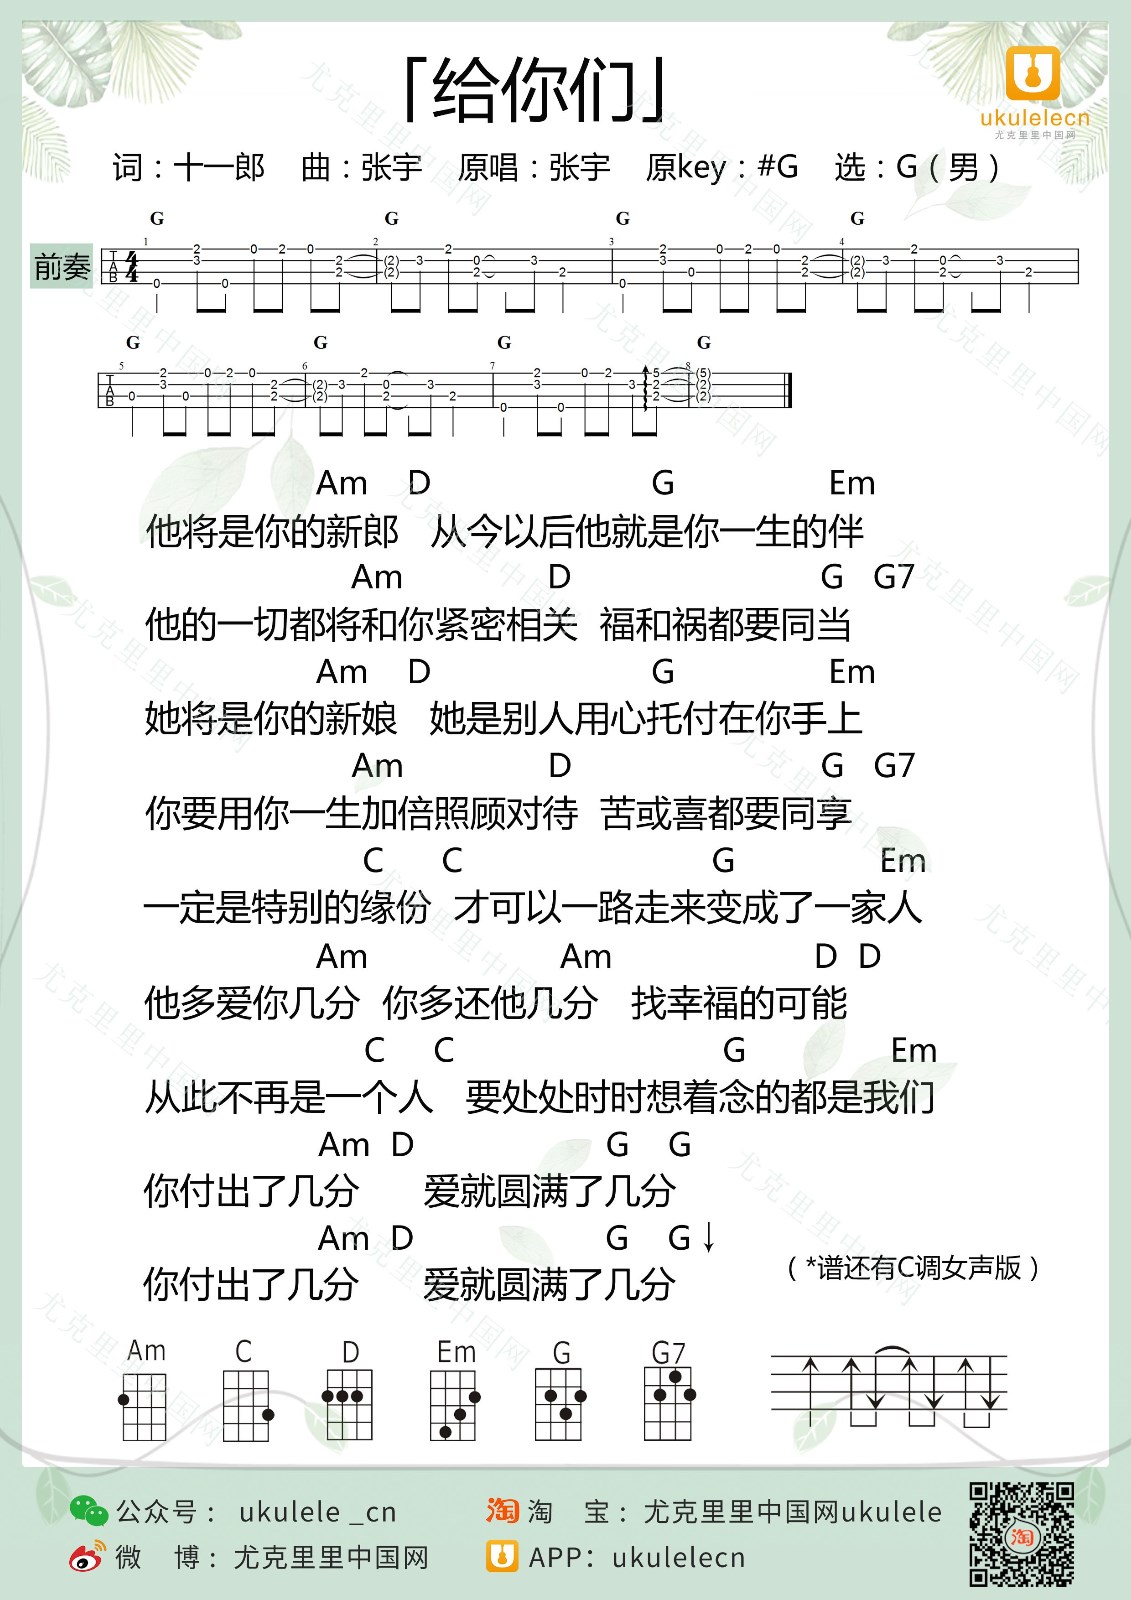 「给你们」
ukulelecn
尤克里里中国网
词：十一郎 曲：张宇 原唱：张宇 原key：#G 选：G（男）
G G G G
前奏
G G G G
Am D G Em
他将是你的新郎 从今以后他就是你一生的伴
Am D G G7
他的一切都将和你紧密相关 福和祸都要同当
Am D G Em
她将是你的新娘 她是别人用心托付在你手上
Am D G G7
你要用你一生加倍照顾对待 苦或喜都要同享
C C G Em
一定是特别的缘份 才可以一路走来变成了一家人
Am Am D D
他多爱你几分 你多还他几分 找幸福的可能
C C G Em
从此不再是一个人 要处处时时想着念的都是我们
Am D G G
你付出了几分 爱就圆满了几分
Am D G G↓
你付出了几分 爱就圆满了几分
（*谱还有C调女声版）
Am C D Em G G7
公众号： ukulele _cn
淘 宝：尤克里里中国网ukulele
微 博：尤克里里中国网
APP：ukulelecn